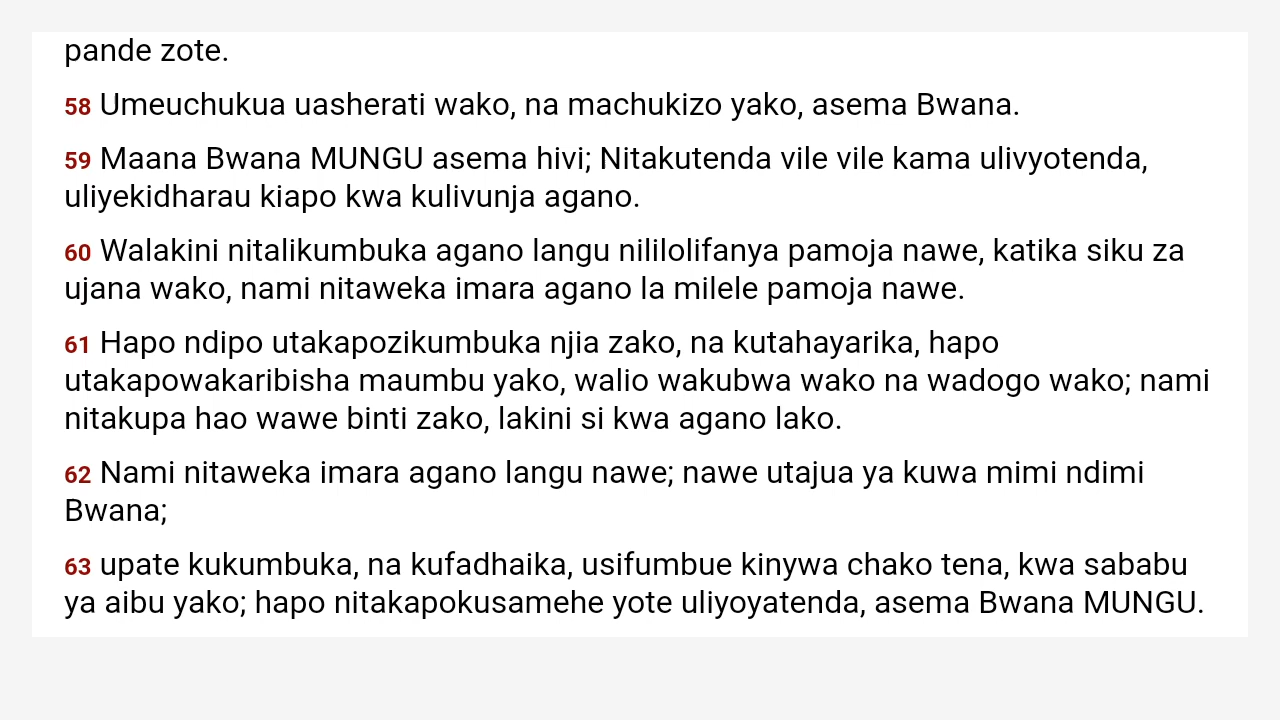 pande zote.
58 Umeuchukua uasherati wako, na machukizo yako, asema Bwana.
59 Maana Bwana MUNGU asema hivi; Nitakutenda vile vile kama ulivyotenda,
uliyekidharau kiapo kwa kulivunja agano.
60 Walakini nitalikumbuka agano langu nililolifanya pamoja nawe, katika siku za
ujana wako, nami nitaweka imara agano la milele pamoja nawe.
61 Hapo ndipo utakapozikumbuka njia zako, na kutahayarika, hapo
utakapowakaribisha maumbu yako, walio wakubwa wako na wadogo wako; nami
nitakupa hao wawe binti zako, lakini si kwa agano lako.
62 Nami nitaweka imara agano langu nawe; nawe utajua ya kuwa mimi ndimi
Bwana;
63 upate kukumbuka, na kufadhaika, usifumbue kinywa chako tena, kwa sababu
ya aibu yako; hapo nitakapokusamehe yote uliyoyatenda, asema Bwana MUNGU.